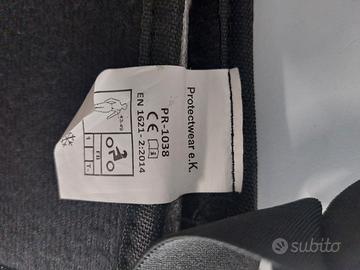 Protectwear e.K.
PR-1038
CE
EN 1621-2:2014
subito